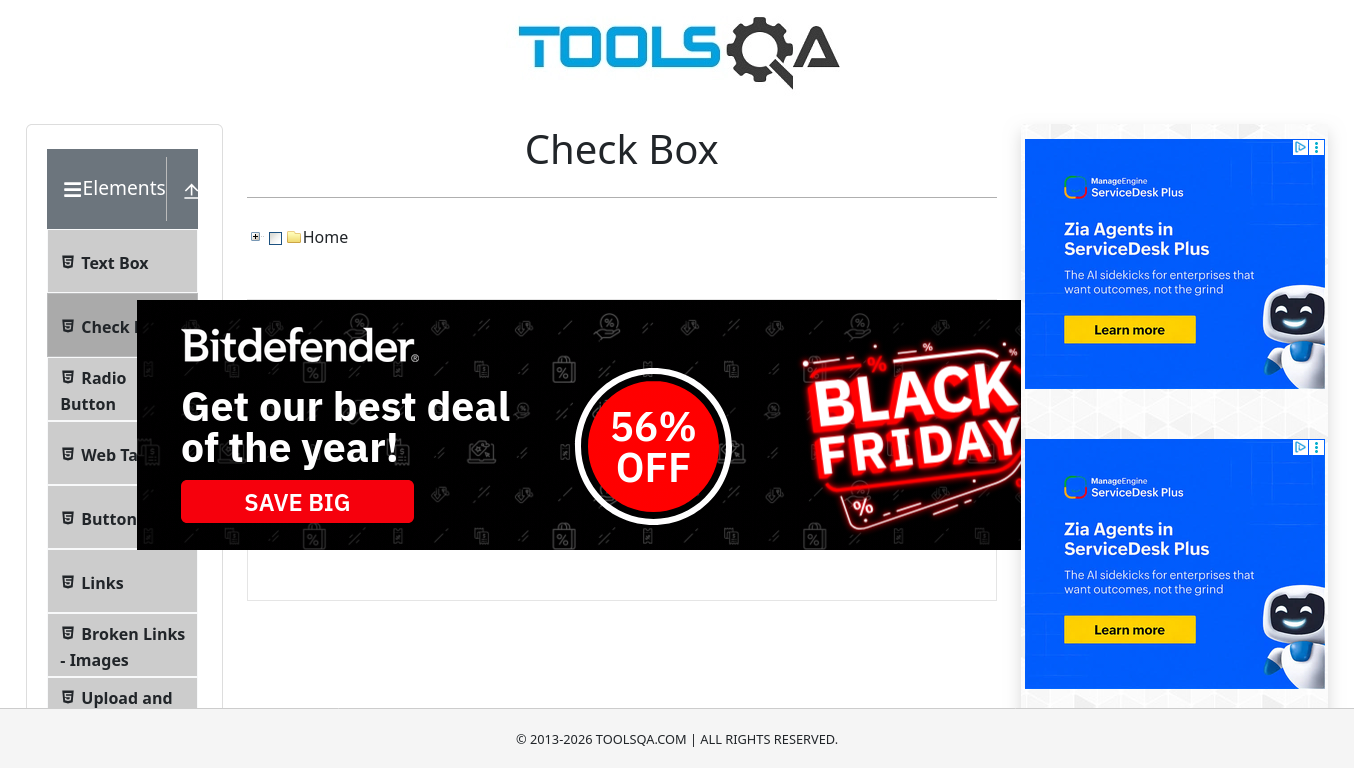 TOOLSQA
Check Box
Elements
Text Box
Check
Radio
Button
Web Ta
Button
Links
Broken Links
- Images
Upload and
Home
Bitdefender®
Get our best deal
of the year!
SAVE BIG
56%
OFF
BLACK
FRIDAY
ManageEngine
ServiceDesk Plus
Zia Agents in
ServiceDesk Plus
The AI sidekicks for enterprises that
want outcomes, not the grind
Learn more
ManageEngine
ServiceDesk Plus
Zia Agents in
ServiceDesk Plus
The AI sidekicks for enterprises that
want outcomes, not the grind
Learn more
© 2013-2026 TOOLSQA.COM | ALL RIGHTS RESERVED.